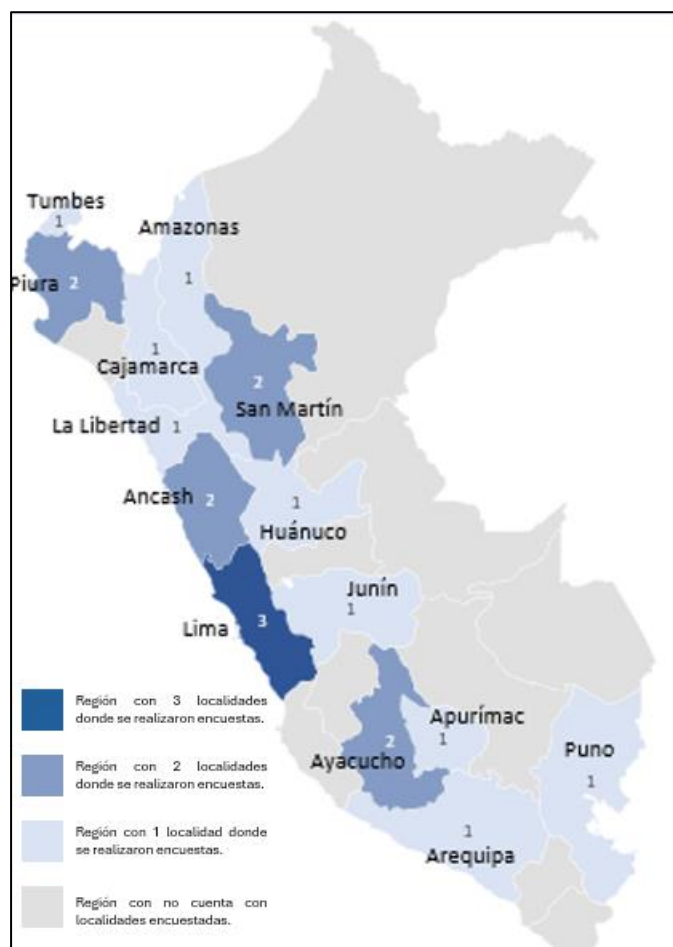 Tumbes
1
Amazonas
Piura
2
1
1
Cajamarca
2
San Martín
La Libertad
1
Ancash
2
1
Huánuco
Junín
1
Lima
3
Región con 3 localidades
donde se realizaron encuestas.
Apurímac
1
Puno
Región con 2 localidades
donde se realizaron encuestas.
Ayacucho
2
1
Región con 1 localidad donde
se realizaron encuestas.
1
Arequipa
Región con no cuenta con
localidades encuestadas.